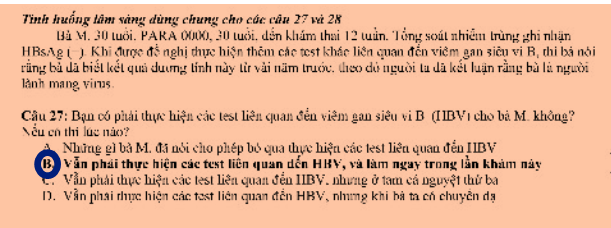 Tình huống lâm sàng dùng chung cho các câu 27 và 28
Bà M. 30 tuổi, PARA 0000, 30 tuổi, đến khám thai 12 tuần. Tổng soát nhiễm trùng ghi nhận
HBsAg (–). Khi được đề nghị thực hiện thêm các test khác liên quan đến viêm gan siêu vi B, thì bà nói
rằng bà đã biết kết quả dương tính này từ vài năm trước, theo đó người ta đã kết luận rằng bà là người
lành mang virus.
Câu 27: Bạn có phải thực hiện các test liên quan đến viêm gan siêu vi B (HBV) cho bà M. không?
Nếu có thì lúc nào?
A. Những gì bà M. đã nói cho phép bỏ qua thực hiện các test liên quan đến HBV
B. Vẫn phải thực hiện các test liên quan đến HBV, và làm ngay trong lần khám này
C. Vẫn phải thực hiện các test liên quan đến HBV, nhưng ở tam cá nguyệt thứ ba
D. Vẫn phải thực hiện các test liên quan đến HBV, nhưng khi bà ta có chuyển dạ